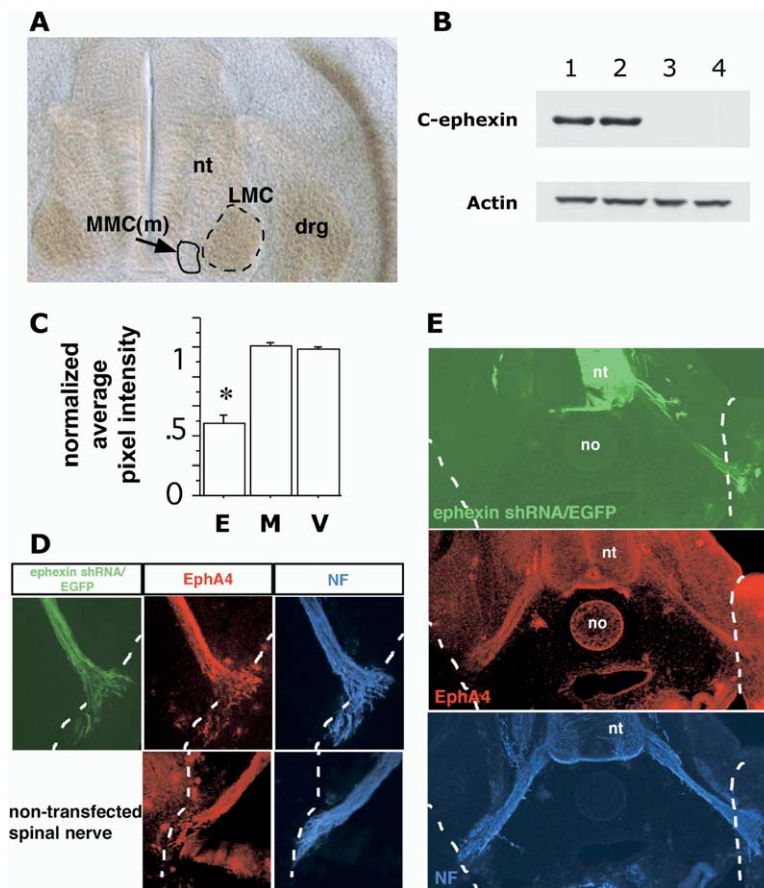 A
nt
LMC
MMC(m)
drg
B
1 2 3 4
C-ephexin
Actin
C
normalized
average
pixel intensity
1
.5
0
*
E M V
D
ephexin shRNA/
EGFP
EphA4
NF
non-transfected
spinal nerve
E
nt
no
ephexin shRNA/EGFP
nt
no
EphA4
nt
NF